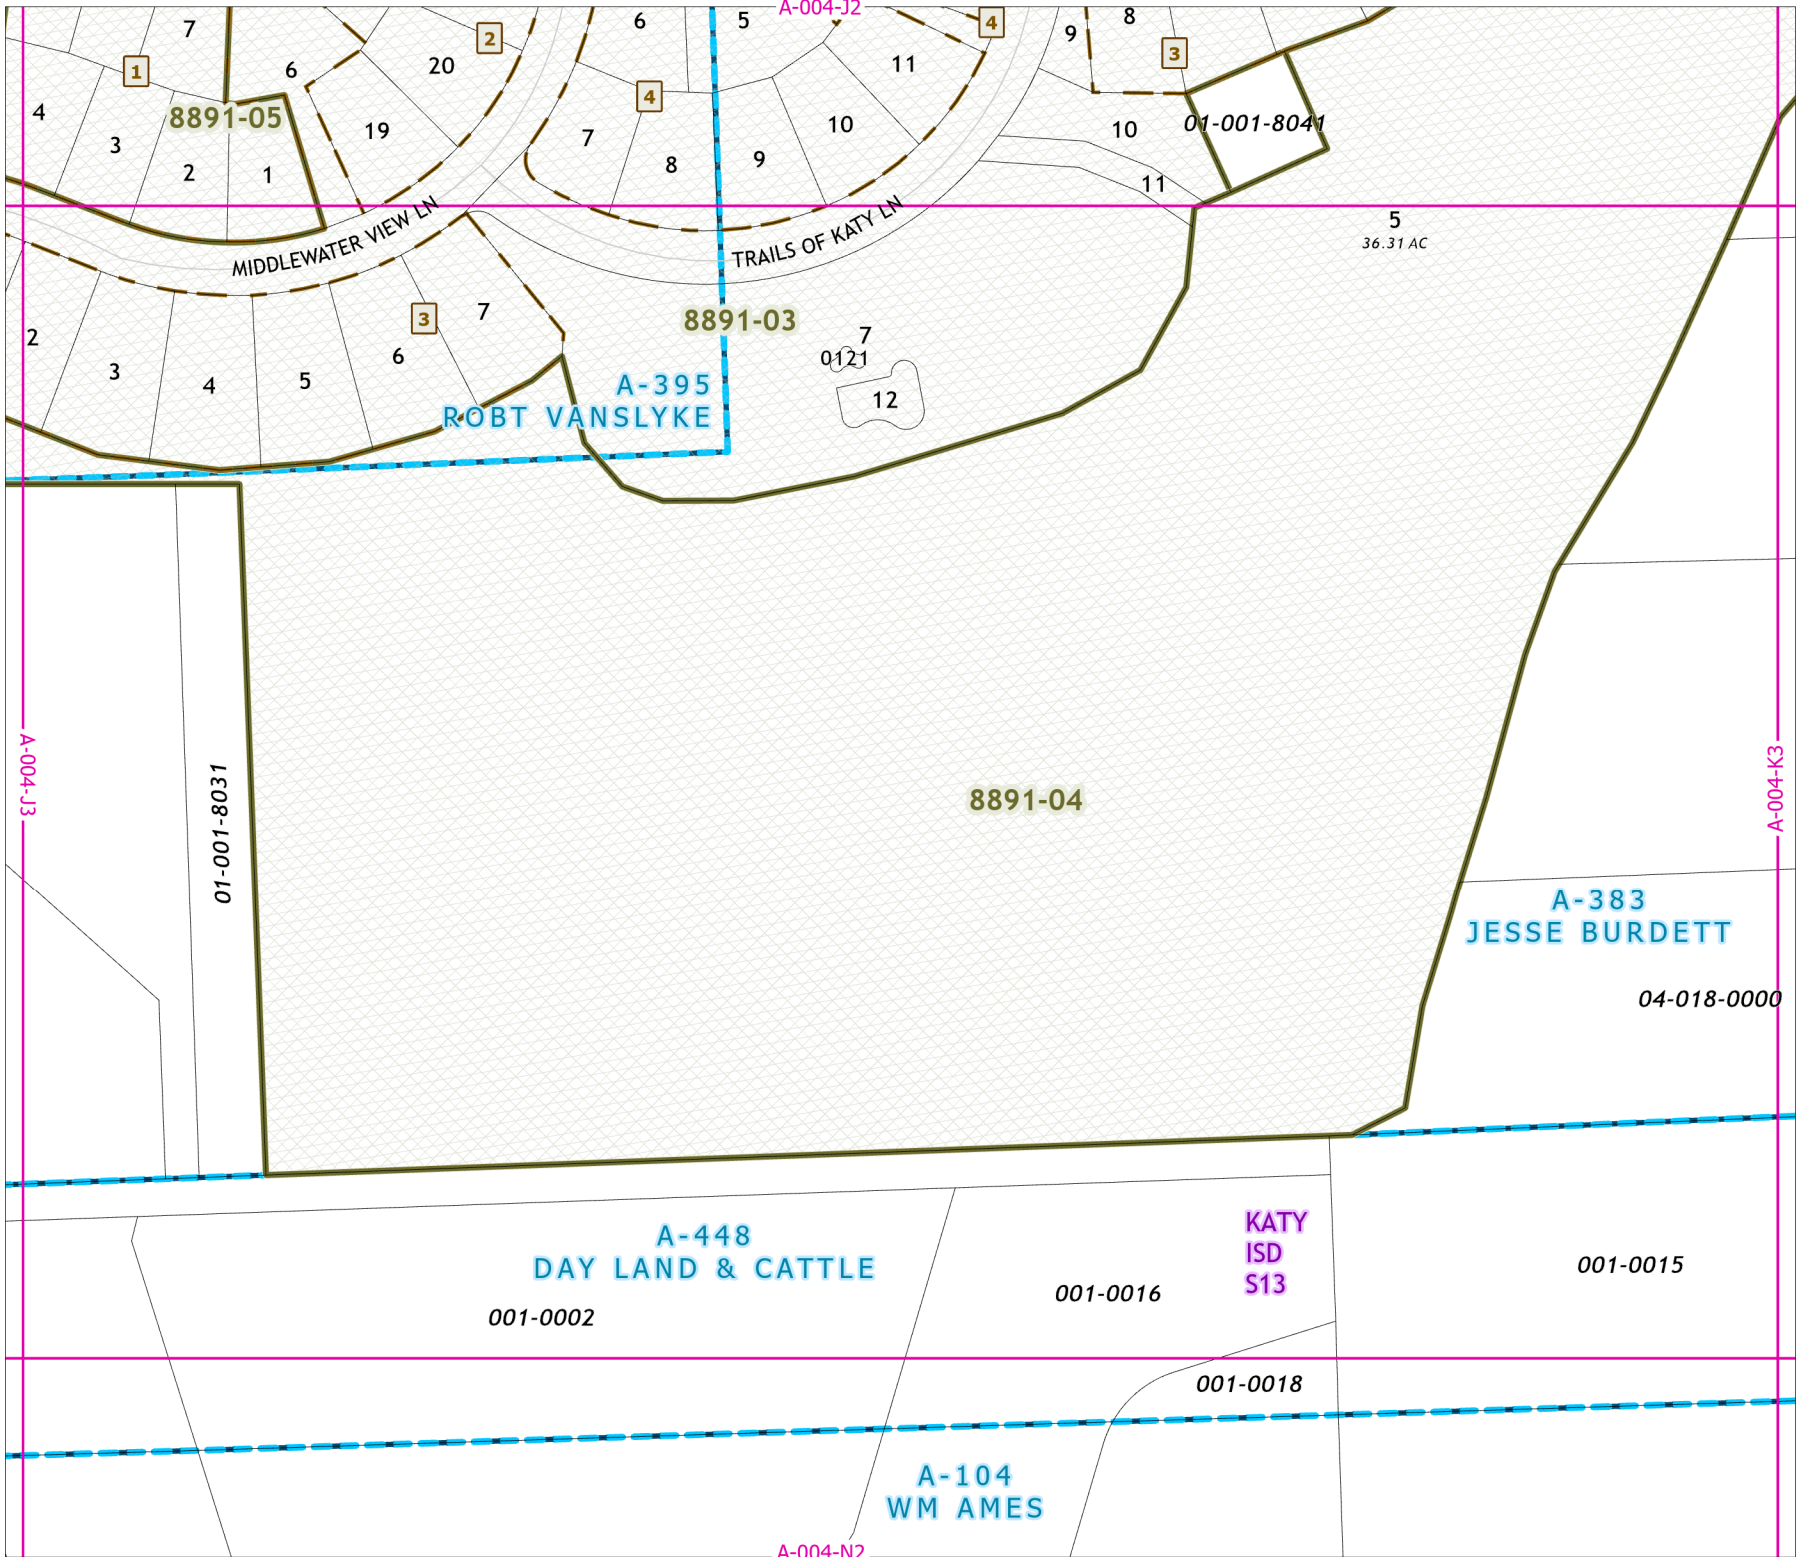 A-004-J2
7
1
6
2
20
6
5
4
11
9
8
3
4
8891-05
3
2
1
19
4
7
8
9
10
10
01-001-8041
11
MIDDLEWATER VIEW LN
TRAILS OF KATY LN
5
36.31 AC
2
3
4
5
6
3
7
8891-03
7
0121
12
A-395
ROBT VANSLYKE
A-004-J3
01-001-8031
8891-04
A-004-K3
A-383
JESSE BURDETT
04-018-0000
A-448
DAY LAND & CATTLE
001-0002
KATY
ISD
S13
001-0016
001-0015
001-0018
A-104
WM AMES
A-004-N2